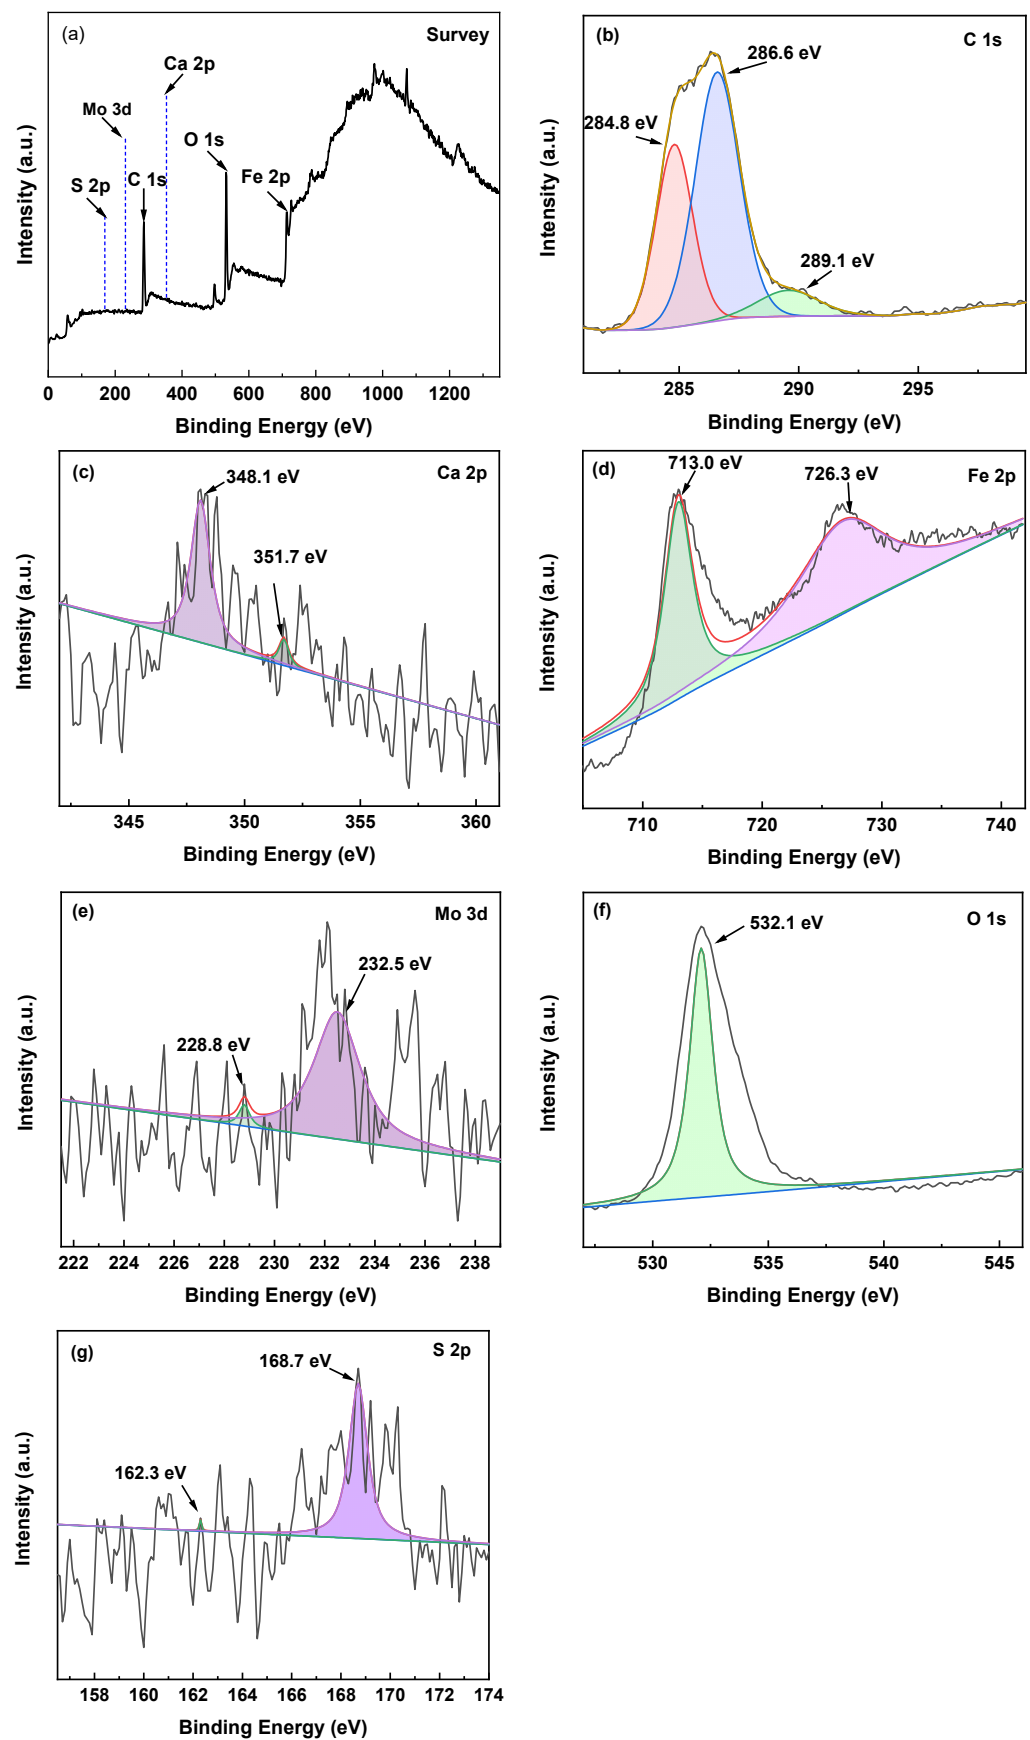 (a)
Survey
Ca 2p
Mo 3d
O 1s
S 2p
C 1s
Fe 2p
Intensity (a.u.)
0 200 400 600 800 1000 1200
Binding Energy (eV)
(b)
C 1s
286.6 eV
284.8 eV
289.1 eV
Intensity (a.u.)
285 290 295
Binding Energy (eV)
(c)
Ca 2p
348.1 eV
351.7 eV
Intensity (a.u.)
345 350 355 360
Binding Energy (eV)
(d)
713.0 eV
726.3 eV
Fe 2p
Intensity (a.u.)
710 720 730 740
Binding Energy (eV)
(e)
Mo 3d
232.5 eV
228.8 eV
Intensity (a.u.)
222 224 226 228 230 232 234 236 238
Binding Energy (eV)
(f)
O 1s
532.1 eV
Intensity (a.u.)
530 535 540 545
Binding Energy (eV)
(g)
S 2p
168.7 eV
162.3 eV
Intensity (a.u.)
158 160 162 164 166 168 170 172 174
Binding Energy (eV)